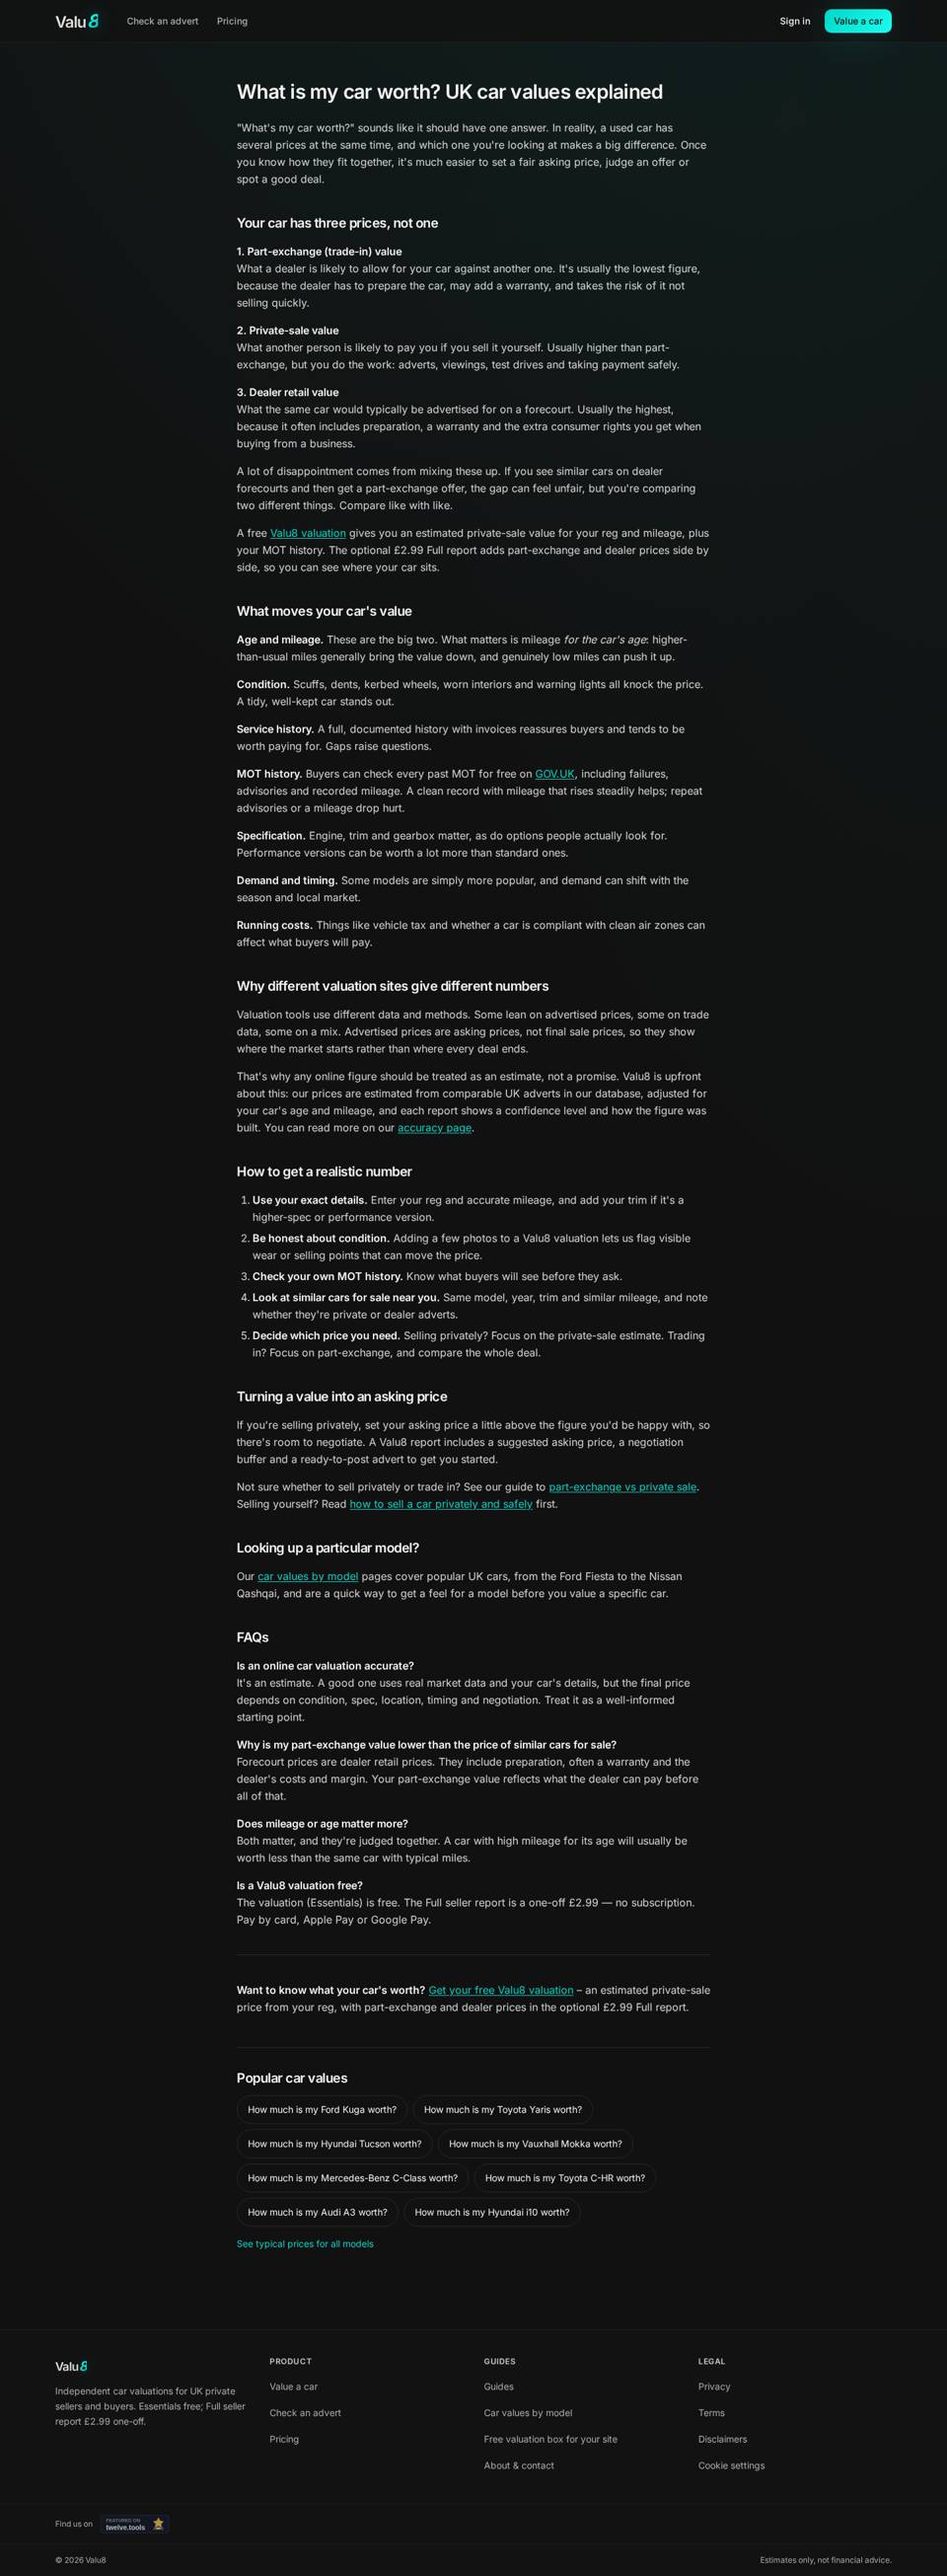 Valu8
Check an advert
Pricing
Sign in
Value a car
What is my car worth? UK car values explained
"What's my car worth?" sounds like it should have one answer. In reality, a used car has
several prices at the same time, and which one you're looking at makes a big difference. Once
you know how they fit together, it's much easier to set a fair asking price, judge an offer or
spot a good deal.
Your car has three prices, not one
1. Part-exchange (trade-in) value
What a dealer is likely to allow for your car against another one. It's usually the lowest figure,
because the dealer has to prepare the car, may add a warranty, and takes the risk of it not
selling quickly.
2. Private-sale value
What another person is likely to pay you if you sell it yourself. Usually higher than part-
exchange, but you do the work: adverts, viewings, test drives and taking payment safely.
3. Dealer retail value
What the same car would typically be advertised for on a forecourt. Usually the highest,
because it often includes preparation, a warranty and the extra consumer rights you get when
buying from a business.
A lot of disappointment comes from mixing these up. If you see similar cars on dealer
forecourts and then get a part-exchange offer, the gap can feel unfair, but you're comparing
two different things. Compare like with like.
A free Valu8 valuation gives you an estimated private-sale value for your reg and mileage, plus
your MOT history. The optional £2.99 Full report adds part-exchange and dealer prices side by
side, so you can see where your car sits.
What moves your car's value
Age and mileage. These are the big two. What matters is mileage for the car's age: higher-
than-usual miles generally bring the value down, and genuinely low miles can push it up.
Condition. Scuffs, dents, kerbed wheels, worn interiors and warning lights all knock the price.
A tidy, well-kept car stands out.
Service history. A full, documented history with invoices reassures buyers and tends to be
worth paying for. Gaps raise questions.
MOT history. Buyers can check every past MOT for free on GOV.UK, including failures,
advisories and recorded mileage. A clean record with mileage that rises steadily helps; repeat
advisories or a mileage drop hurt.
Specification. Engine, trim and gearbox matter, as do options people actually look for.
Performance versions can be worth a lot more than standard ones.
Demand and timing. Some models are simply more popular, and demand can shift with the
season and local market.
Running costs. Things like vehicle tax and whether a car is compliant with clean air zones can
affect what buyers will pay.
Why different valuation sites give different numbers
Valuation tools use different data and methods. Some lean on advertised prices, some on trade
data, some on a mix. Advertised prices are asking prices, not final sale prices, so they show
where the market starts rather than where every deal ends.
That's why any online figure should be treated as an estimate, not a promise. Valu8 is upfront
about this: our prices are estimated from comparable UK adverts in our database, adjusted for
your car's age and mileage, and each report shows a confidence level and how the figure was
built. You can read more on our accuracy page.
How to get a realistic number
1. Use your exact details. Enter your reg and accurate mileage, and add your trim if it's a
higher-spec or performance version.
2. Be honest about condition. Adding a few photos to a Valu8 valuation lets us flag visible
wear or selling points that can move the price.
3. Check your own MOT history. Know what buyers will see before they ask.
4. Look at similar cars for sale near you. Same model, year, trim and similar mileage, and note
whether they're private or dealer adverts.
5. Decide which price you need. Selling privately? Focus on the private-sale estimate. Trading
in? Focus on part-exchange, and compare the whole deal.
Turning a value into an asking price
If you're selling privately, set your asking price a little above the figure you'd be happy with, so
there's room to negotiate. A Valu8 report includes a suggested asking price, a negotiation
buffer and a ready-to-post advert to get you started.
Not sure whether to sell privately or trade in? See our guide to part-exchange vs private sale.
Selling yourself? Read how to sell a car privately and safely first.
Looking up a particular model?
Our car values by model pages cover popular UK cars, from the Ford Fiesta to the Nissan
Qashqai, and are a quick way to get a feel for a model before you value a specific car.
FAQs
Is an online car valuation accurate?
It's an estimate. A good one uses real market data and your car's details, but the final price
depends on condition, spec, location, timing and negotiation. Treat it as a well-informed
starting point.
Why is my part-exchange value lower than the price of similar cars for sale?
Forecourt prices are dealer retail prices. They include preparation, often a warranty and the
dealer's costs and margin. Your part-exchange value reflects what the dealer can pay before
all of that.
Does mileage or age matter more?
Both matter, and they're judged together. A car with high mileage for its age will usually be
worth less than the same car with typical miles.
Is a Valu8 valuation free?
The valuation (Essentials) is free. The Full seller report is a one-off £2.99 — no subscription.
Pay by card, Apple Pay or Google Pay.
Want to know what your car's worth? Get your free Valu8 valuation – an estimated private-sale
price from your reg, with part-exchange and dealer prices in the optional £2.99 Full report.
Popular car values
How much is my Ford Kuga worth?
How much is my Toyota Yaris worth?
How much is my Hyundai Tucson worth?
How much is my Vauxhall Mokka worth?
How much is my Mercedes-Benz C-Class worth?
How much is my Toyota C-HR worth?
How much is my Audi A3 worth?
How much is my Hyundai i10 worth?
See typical prices for all models
Valu8
Independent car valuations for UK private
sellers and buyers. Essentials free; Full seller
report £2.99 one-off.
PRODUCT
Value a car
Check an advert
Pricing
GUIDES
Guides
Car values by model
Free valuation box for your site
About & contact
LEGAL
Privacy
Terms
Disclaimers
Cookie settings
Find us on
FEATURED ON
twelve.tools
© 2026 Valu8
Estimates only, not financial advice.